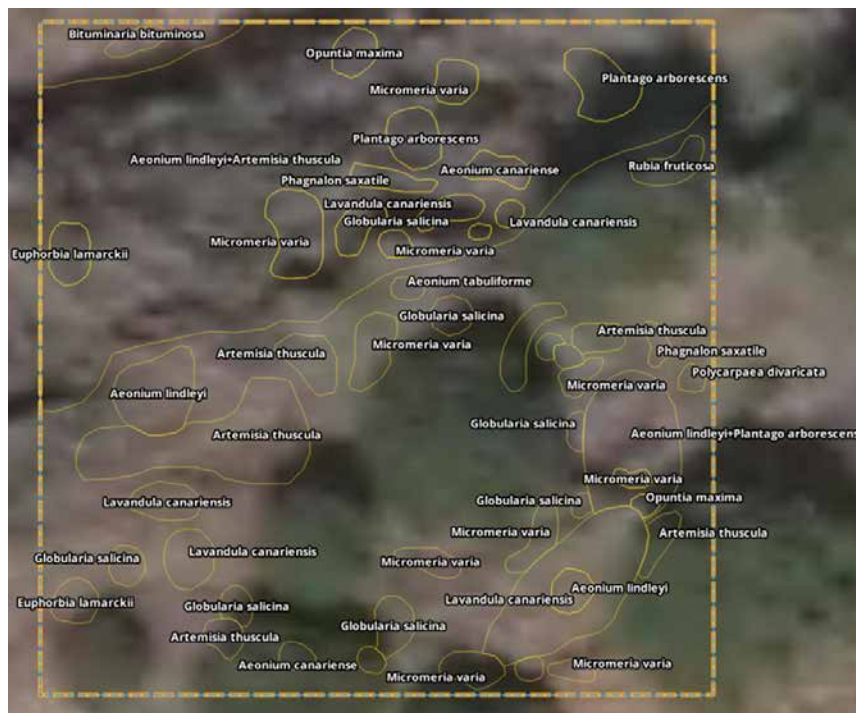 Bituminaria bituminosa
Opuntia maxima
Plantago arborescens
Micromeria varia
Plantago arborescens
Aeonium lindleyi+Artemisia thuscula
Rubia fruticosa
Aeonium canariense
Phagnalon saxatile
Lavandula canariensis
Globularia salicina
Lavandula canariensis
Micromeria varia
Micromeria varia
Euphorbia lamarckii
Aeonium tabuliforme
Globularia salicina
Artemisia thuscula
Micromeria varia
Artemisia thuscula
Phagnalon saxatile
Polycarpaea divaricata
Micromeria varia
Aeonium lindleyi
Globularia salicina
Artemisia thuscula
Aeonium lindleyi+Plantago arborescens
Micromeria varia
Opuntia maxima
Lavandula canariensis
Globularia salicina
Micromeria varia
Artemisia thuscula
Lavandula canariensis
Globularia salicina
Micromeria varia
Aeonium lindleyi
Lavandula canariensis
Euphorbia lamarckii
Globularia salicina
Globularia salicina
Artemisia thuscula
Aeonium canariense
Micromeria varia
Micromeria varia